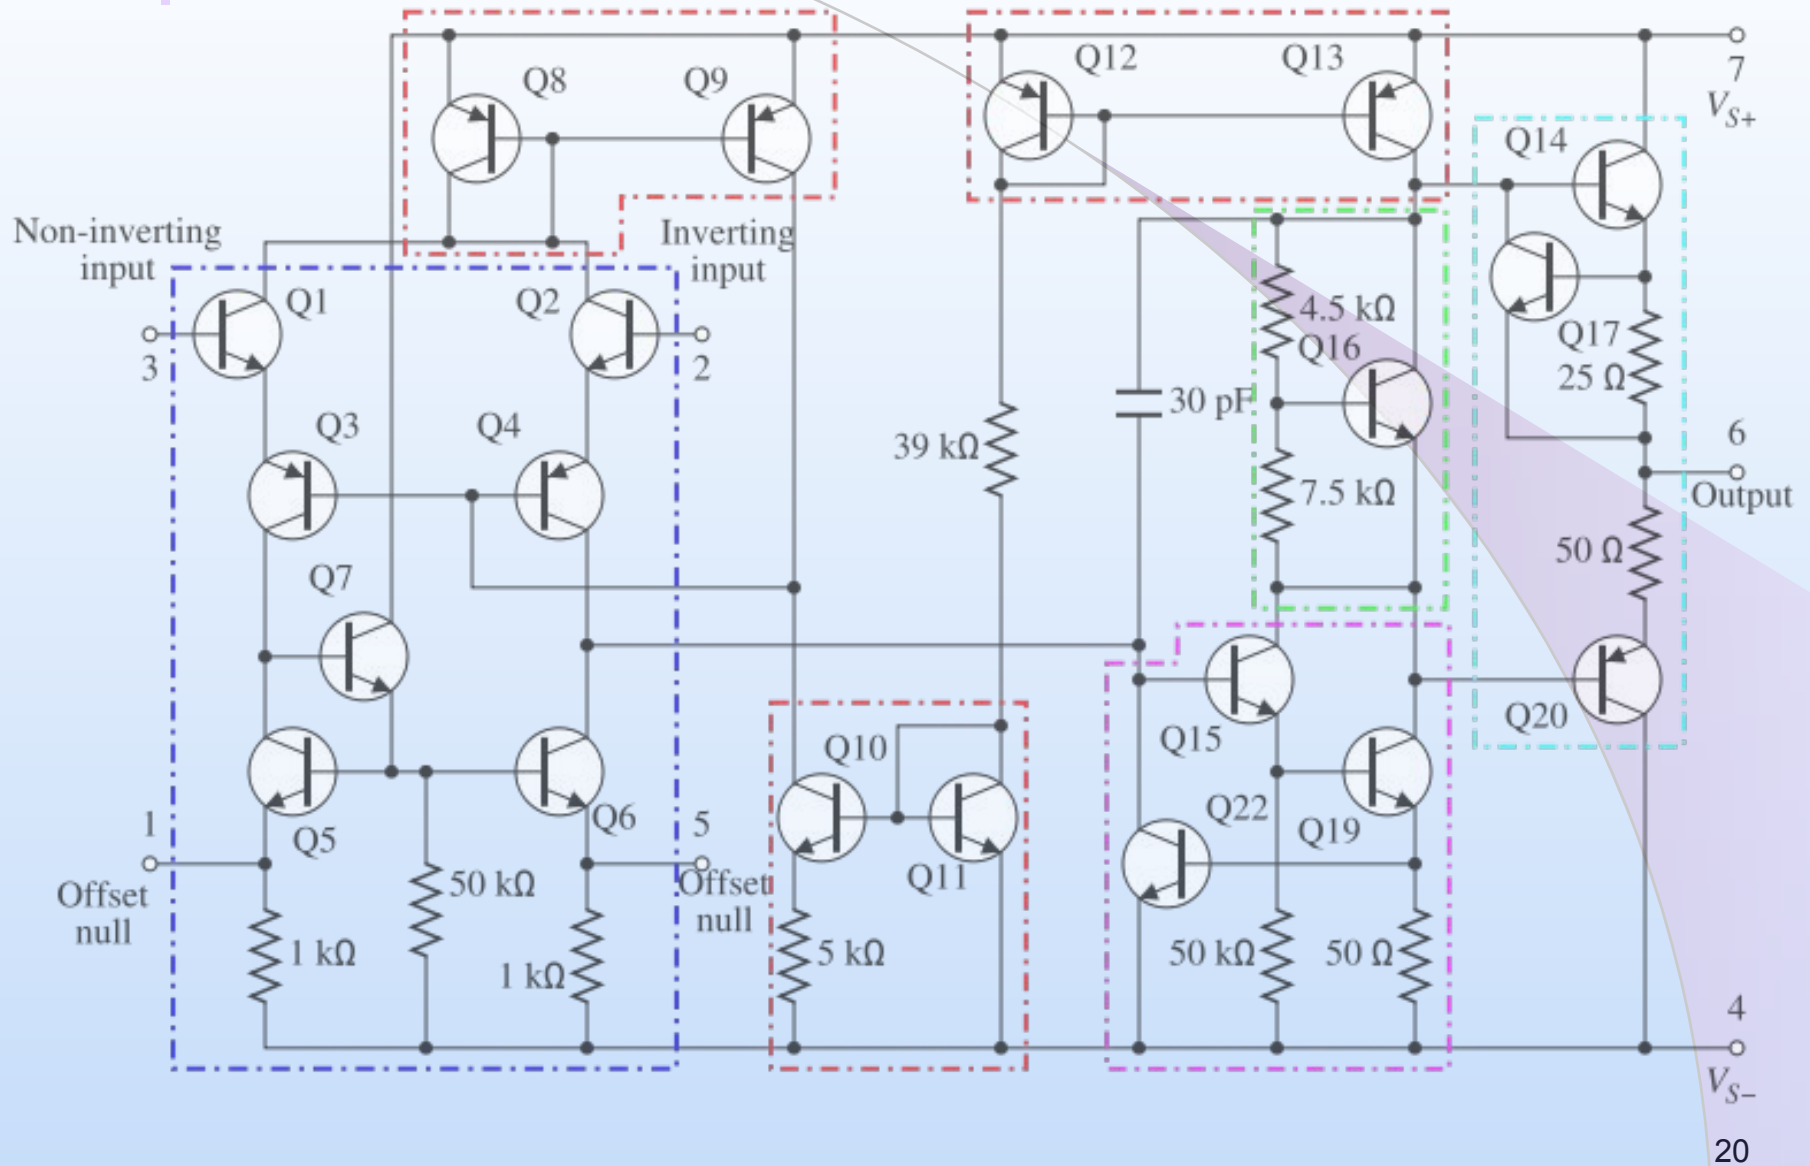 Q12
Q13
7
V_S+
Q8
Q9
Q14
Non-inverting
input
Inverting
input
Q1
Q2
3
2
4.5 kΩ
Q16
Q17
25 Ω
30 pF
Q3
Q4
39 kΩ
6
Output
7.5 kΩ
50 Ω
Q7
Q20
Q15
Q10
Q22
Q19
1
Q5
Q6
5
Q11
Offset
null
50 kΩ
Offset
null
1 kΩ
1 kΩ
5 kΩ
50 kΩ
50 Ω
4
V_S−
20